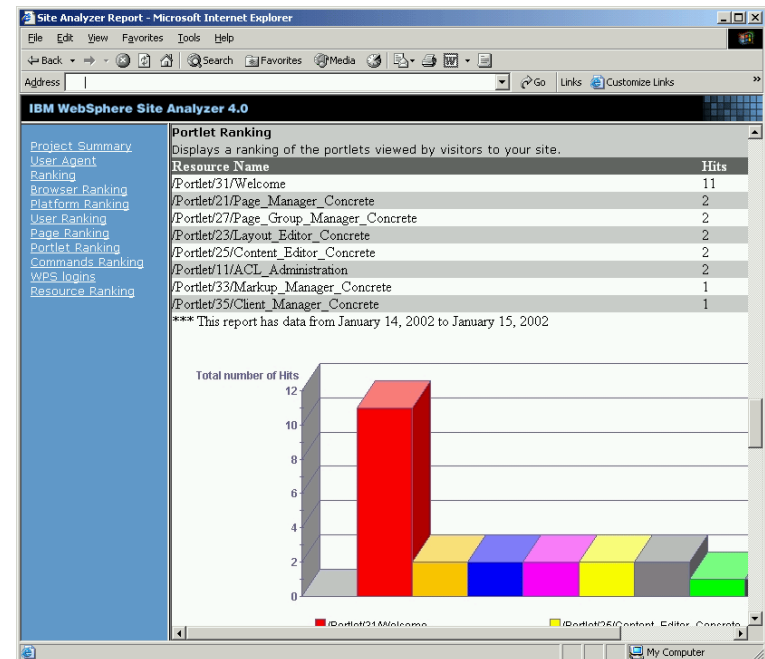 Site Analyzer Report - Microsoft Internet Explorer
File Edit View Favorites Tools Help
Back Search Favorites Media
Address Go Links Customize Links »
IBM WebSphere Site Analyzer 4.0
Project Summary
User Agent
Ranking
Browser Ranking
Platform Ranking
User Ranking
Page Ranking
Portlet Ranking
Commands Ranking
WPS logins
Resource Ranking
Portlet Ranking
Displays a ranking of the portlets viewed by visitors to your site.
Resource Name Hits
/Portlet/31/Welcome 11
/Portlet/21/Page_Manager_Concrete 2
/Portlet/27/Page_Group_Manager_Concrete 2
/Portlet/23/Layout_Editor_Concrete 2
/Portlet/25/Content_Editor_Concrete 2
/Portlet/11/ACL_Administration 2
/Portlet/33/Markup_Manager_Concrete 1
/Portlet/35/Client_Manager_Concrete 1
*** This report has data from January 14, 2002 to January 15, 2002
Total number of Hits
12
10
8
6
4
2
0
/Portlet/31/Welcome /Portlet/25/Content_Editor_Concrete
My Computer